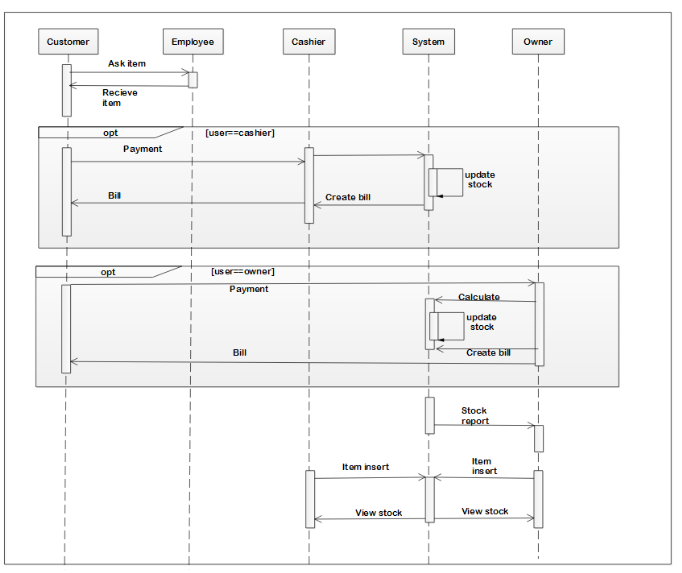 Customer
Employee
Cashier
System
Owner
Ask item
Recieve
item
opt
[user==cashier]
Payment
update
stock
Bill
Create bill
opt
[user==owner]
Payment
Calculate
update
stock
Bill
Create bill
Stock
report
Item insert
Item
insert
View stock
View stock